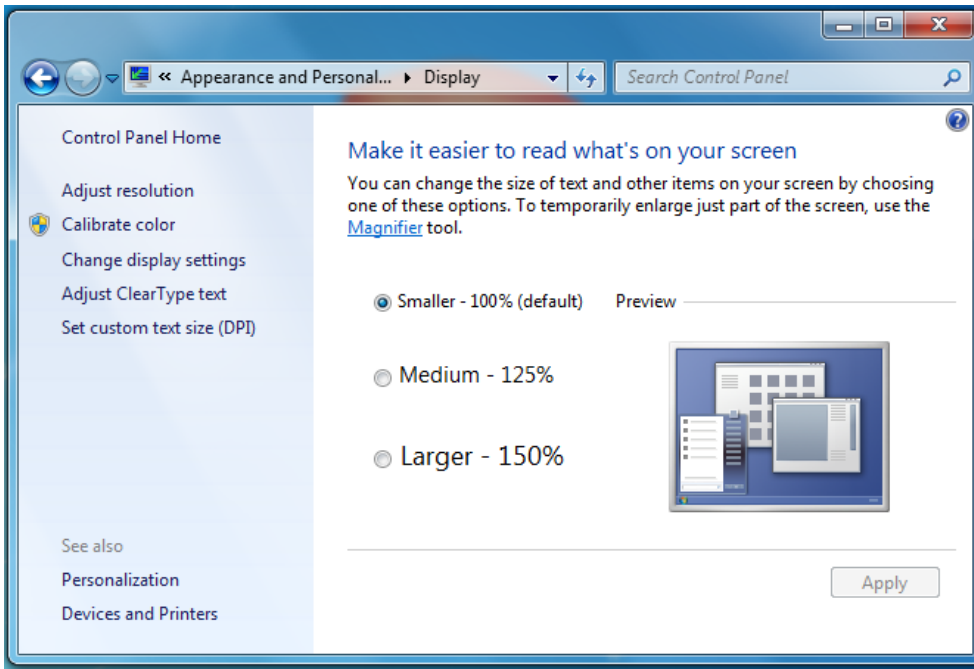 « Appearance and Personal... ▸ Display
Search Control Panel
Control Panel Home
Adjust resolution
Calibrate color
Change display settings
Adjust ClearType text
Set custom text size (DPI)
See also
Personalization
Devices and Printers
Make it easier to read what's on your screen
You can change the size of text and other items on your screen by choosing
one of these options. To temporarily enlarge just part of the screen, use the
Magnifier tool.
Smaller - 100% (default)
Preview
Medium - 125%
Larger - 150%
Apply